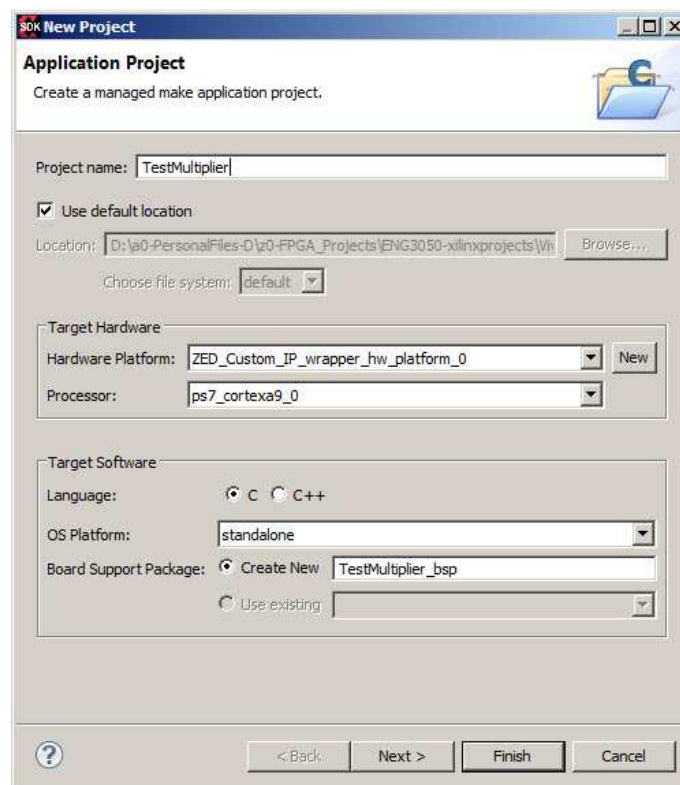 SDK New Project
Application Project
Create a managed make application project.
C
Project name: TestMultiplier
Use default location
Location: D:\a0-PersonalFiles-D\z0-FPGA_Projects\ENG3050-xilinxprojects\Viv Browse...
Choose file system: default
Target Hardware
Hardware Platform: ZED_Custom_IP_wrapper_hw_platform_0 New
Processor: ps7_cortexa9_0
Target Software
Language: C C++
OS Platform: standalone
Board Support Package: Create New TestMultiplier_bsp
Use existing
? < Back Next > Finish Cancel